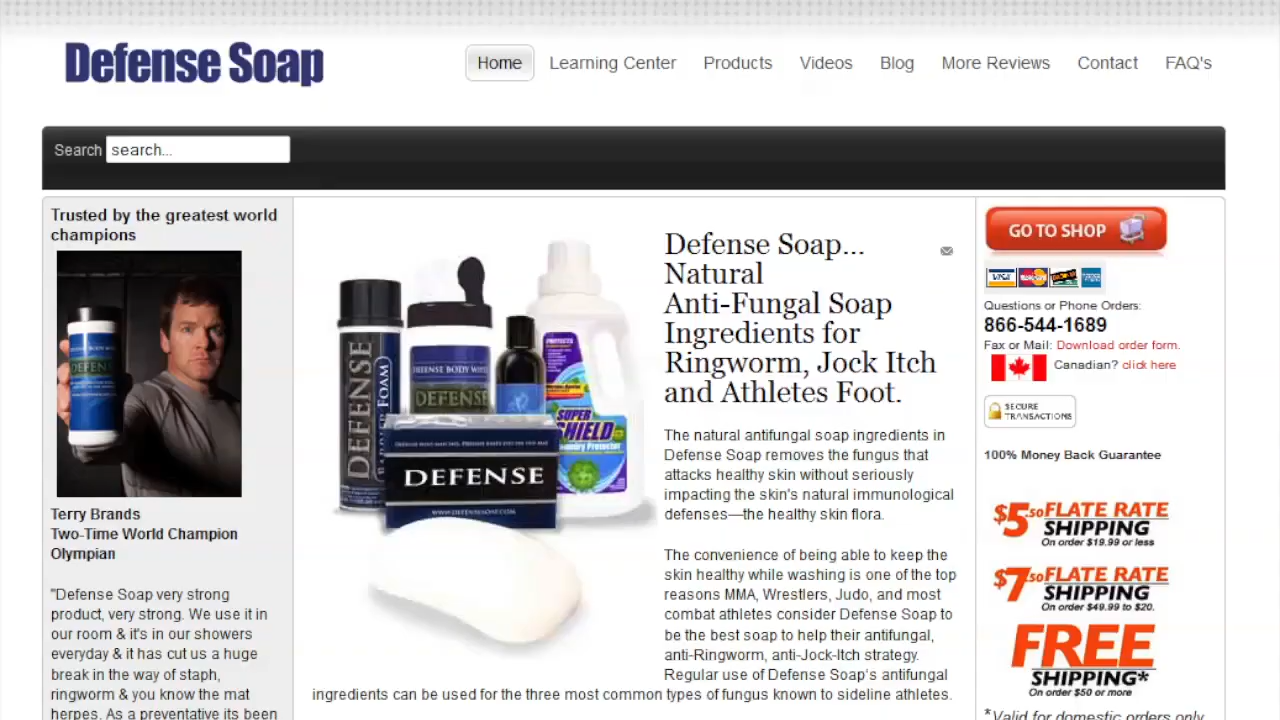 Defense Soap
Home
Learning Center
Products
Videos
Blog
More Reviews
Contact
FAQ's
Search
search...
Trusted by the greatest world
champions
Terry Brands
Two-Time World Champion
Olympian
"Defense Soap very strong
product, very strong. We use it in
our room & it's in our showers
everyday & it has cut us a huge
break in the way of staph,
ringworm & you know the mat
herpes. As a preventative its been
DEFENSE
DEFENSE BODY WIPES
DEFENSE
SUPER
SHIELD
Laundry Protector
DEFENSE
WWW.DEFENSESOAP.COM
Defense Soap...
Natural
Anti-Fungal Soap
Ingredients for
Ringworm, Jock Itch
and Athletes Foot.
The natural antifungal soap ingredients in
Defense Soap removes the fungus that
attacks healthy skin without seriously
impacting the skin's natural immunological
defenses—the healthy skin flora.
The convenience of being able to keep the
skin healthy while washing is one of the top
reasons MMA, Wrestlers, Judo, and most
combat athletes consider Defense Soap to
be the best soap to help their antifungal,
anti-Ringworm, anti-Jock-Itch strategy.
Regular use of Defense Soap's antifungal
ingredients can be used for the three most common types of fungus known to sideline athletes.
GO TO SHOP
VISA
Questions or Phone Orders:
866-544-1689
Fax or Mail: Download order form.
Canadian? click here
SECURE
TRANSACTIONS
100% Money Back Guarantee
$5.50 FLATE RATE
SHIPPING
On order $19.99 or less
$7.50 FLATE RATE
SHIPPING
On order $49.99 to $20.
FREE
SHIPPING*
On order $50 or more
*Valid for domestic orders only